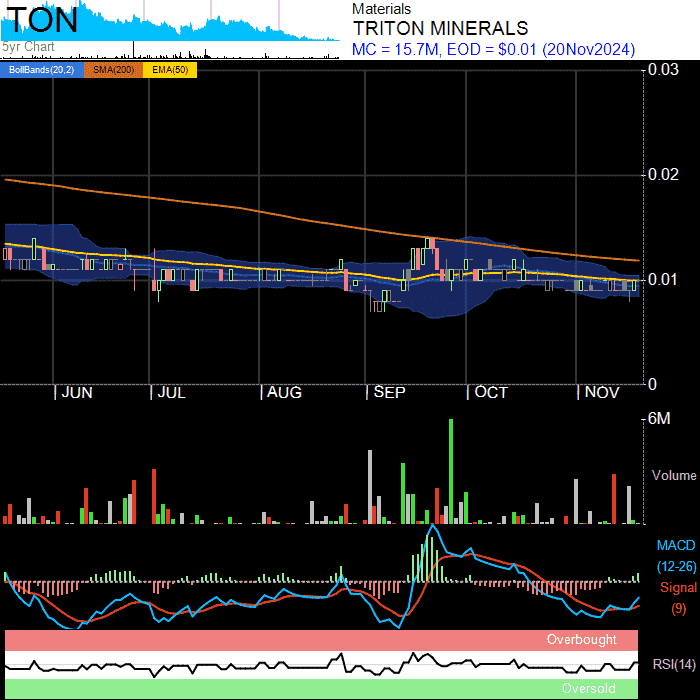 TON
5yr Chart
Materials
TRITON MINERALS
MC = 15.7M, EOD = $0.01 (20Nov2024)
BollBands(20,2) SMA(200) EMA(50)
0.03
0.02
0.01
0
JUN JUL AUG SEP OCT NOV
6M
Volume
MACD
(12-26)
Signal
(9)
Overbought
RSI(14)
Oversold